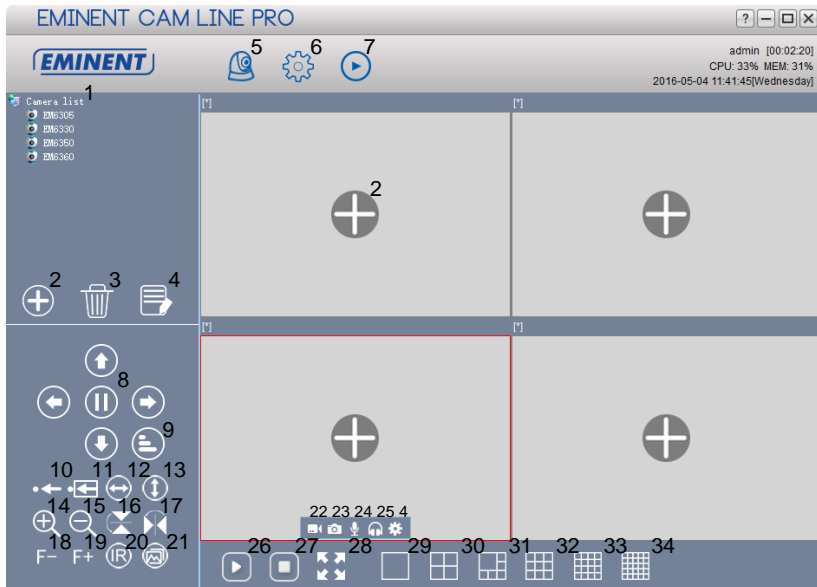 EMINENT CAM LINE PRO
?
EMINENT
5 6 7
admin [00:02:20]
CPU: 33% MEM: 31%
2016-05-04 11:41:45[Wednesday]
Camera list 1
EM6305
EM6330
EM6350
EM6360
[*] [*]
2
2 3 4
[*] [*]
8
9
10 11 12 13
14 15 16 17
18 19 20 21
F- F+ IR
22 23 24 25 4
26 27 28 29 30 31 32 33 34